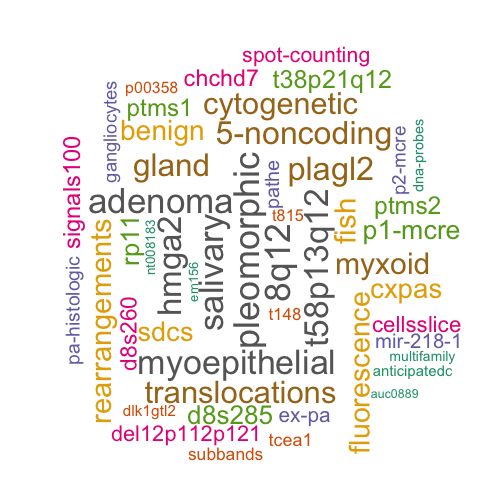 spot-counting
chchd7
t38p21q12
p00358
ptms1
cytogenetic
gangliocytes
benign
5-noncoding
p2-mcre
dna-probes
gland
pathe
plagl2
signals100
adenoma
pleomorphic
ptms2
t815
fish
p1-mcre
rp11
nt008183
hmga2
salivary
8q12
t58p13q12
myxoid
pa-histologic
rearrangements
em156
d8s260
t148
cxpas
sdcs
fluorescence
cellsslice
mir-218-1
myoepithelial
multifamily
anticipatedc
translocations
auc0889
dlk1gtl2
d8s285
ex-pa
del12p112p121
tcea1
subbands